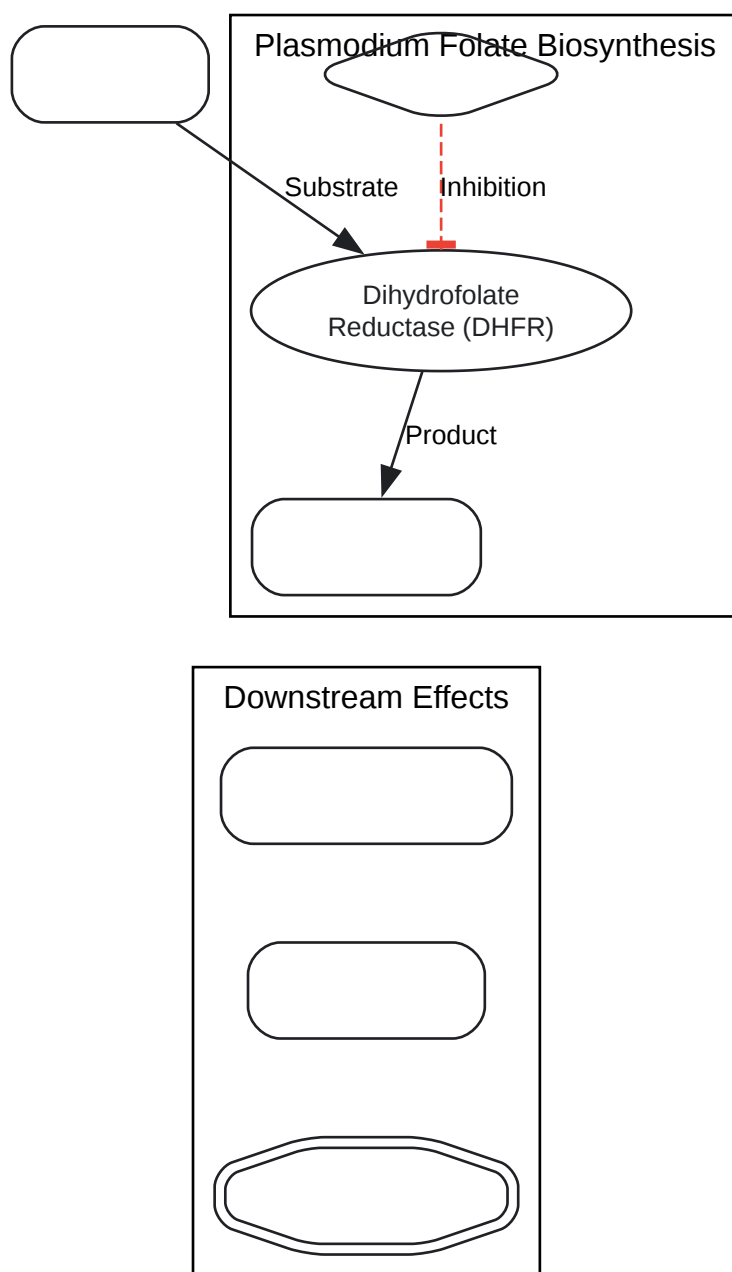 Plasmodium Folate Biosynthesis
Substrate
Inhibition
Dihydrofolate
Reductase (DHFR)
Product
Downstream Effects